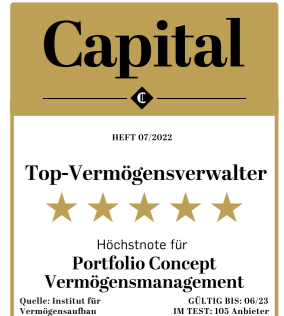 Capital
HEFT 07/2022
Top-Vermögensverwalter
Höchstnote für
Portfolio Concept
Vermögensmanagement
Quelle: Institut für
Vermögensaufbau
GÜLTIG BIS: 06/23
IM TEST: 105 Anbieter